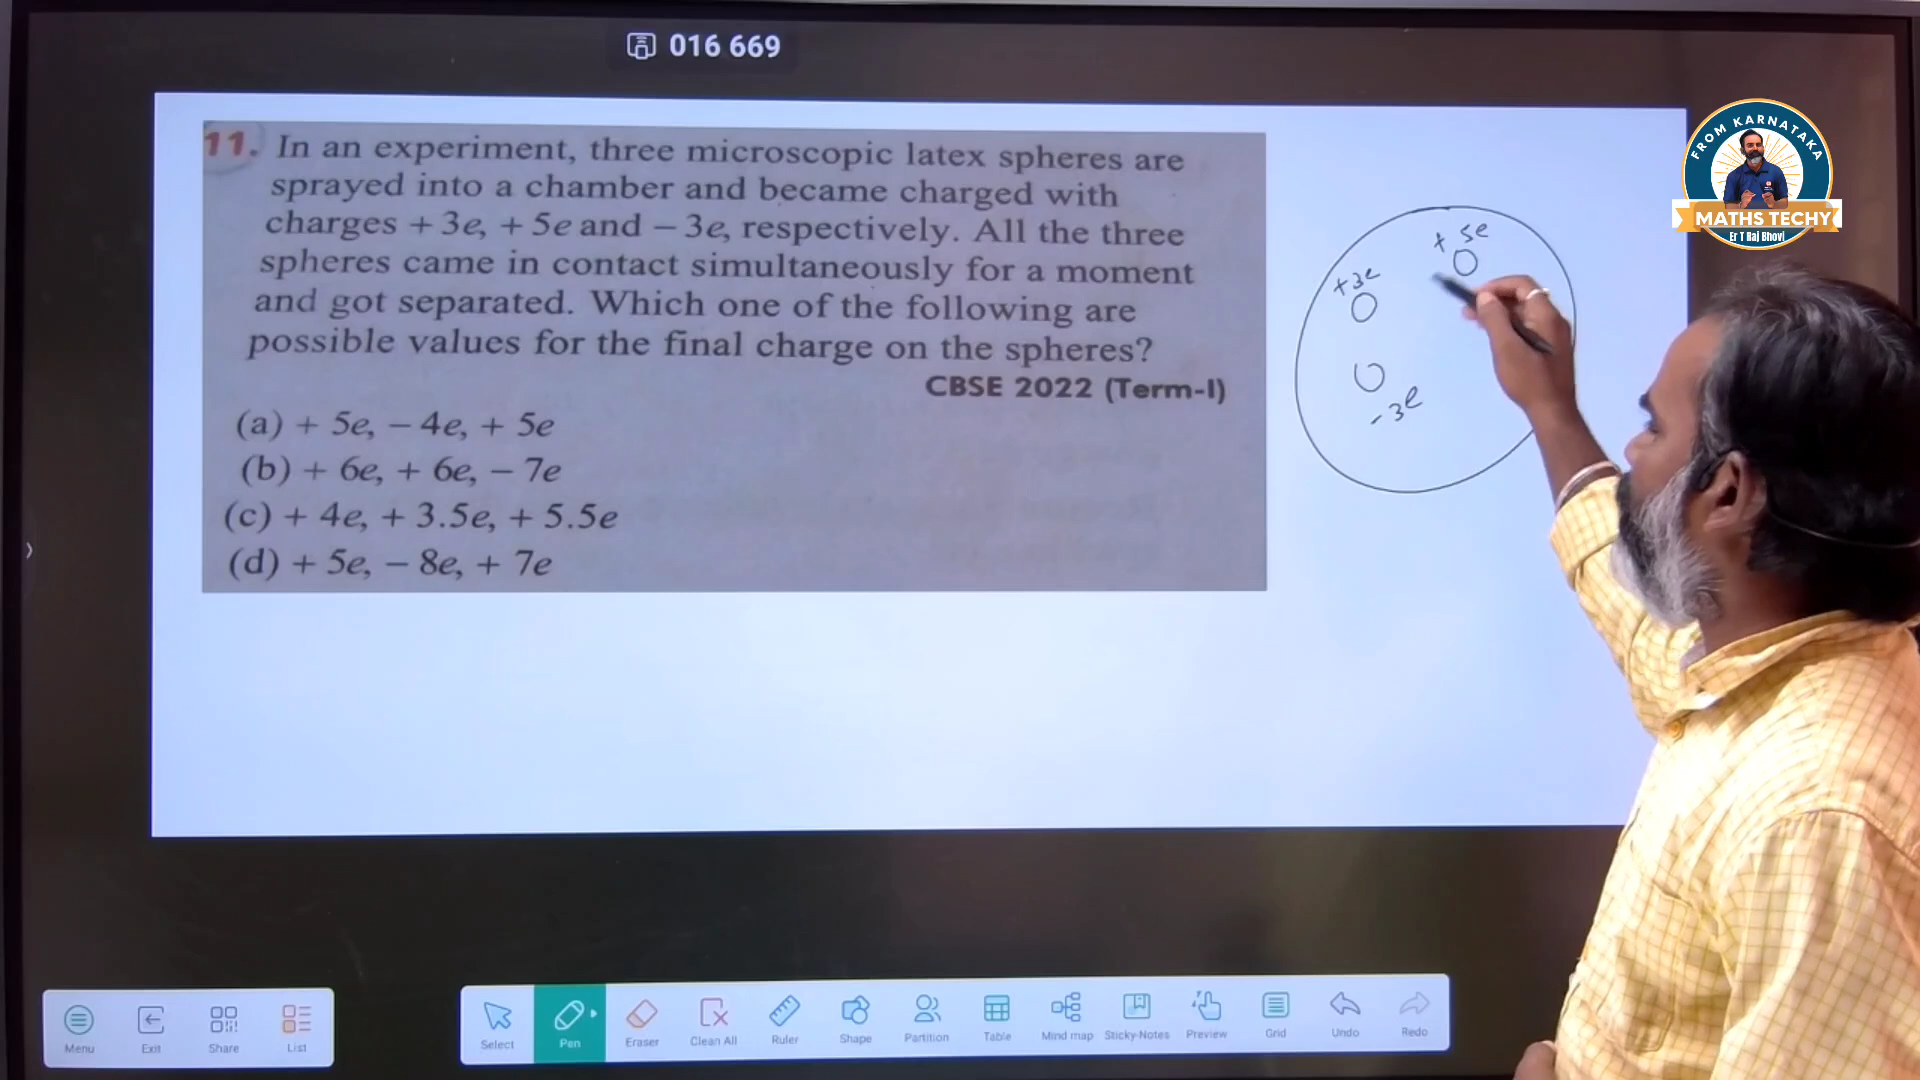 016 669
11. In an experiment, three microscopic latex spheres are
sprayed into a chamber and became charged with
charges + 3e, + 5e and − 3e, respectively. All the three
spheres came in contact simultaneously for a moment
and got separated. Which one of the following are
possible values for the final charge on the spheres?
CBSE 2022 (Term-I)
(a) + 5e, − 4e, + 5e
(b) + 6e, + 6e, − 7e
(c) + 4e, + 3.5e, + 5.5e
(d) + 5e, − 8e, + 7e
+ 5e
+3e
-3e
FROM KARNATAKA
MATHS TECHY
Er T Raj Bhovi
Menu Exit Share List
Select Pen Eraser Clean All Ruler Shape Partition Table Mind map Sticky-Notes Preview Grid Undo Redo